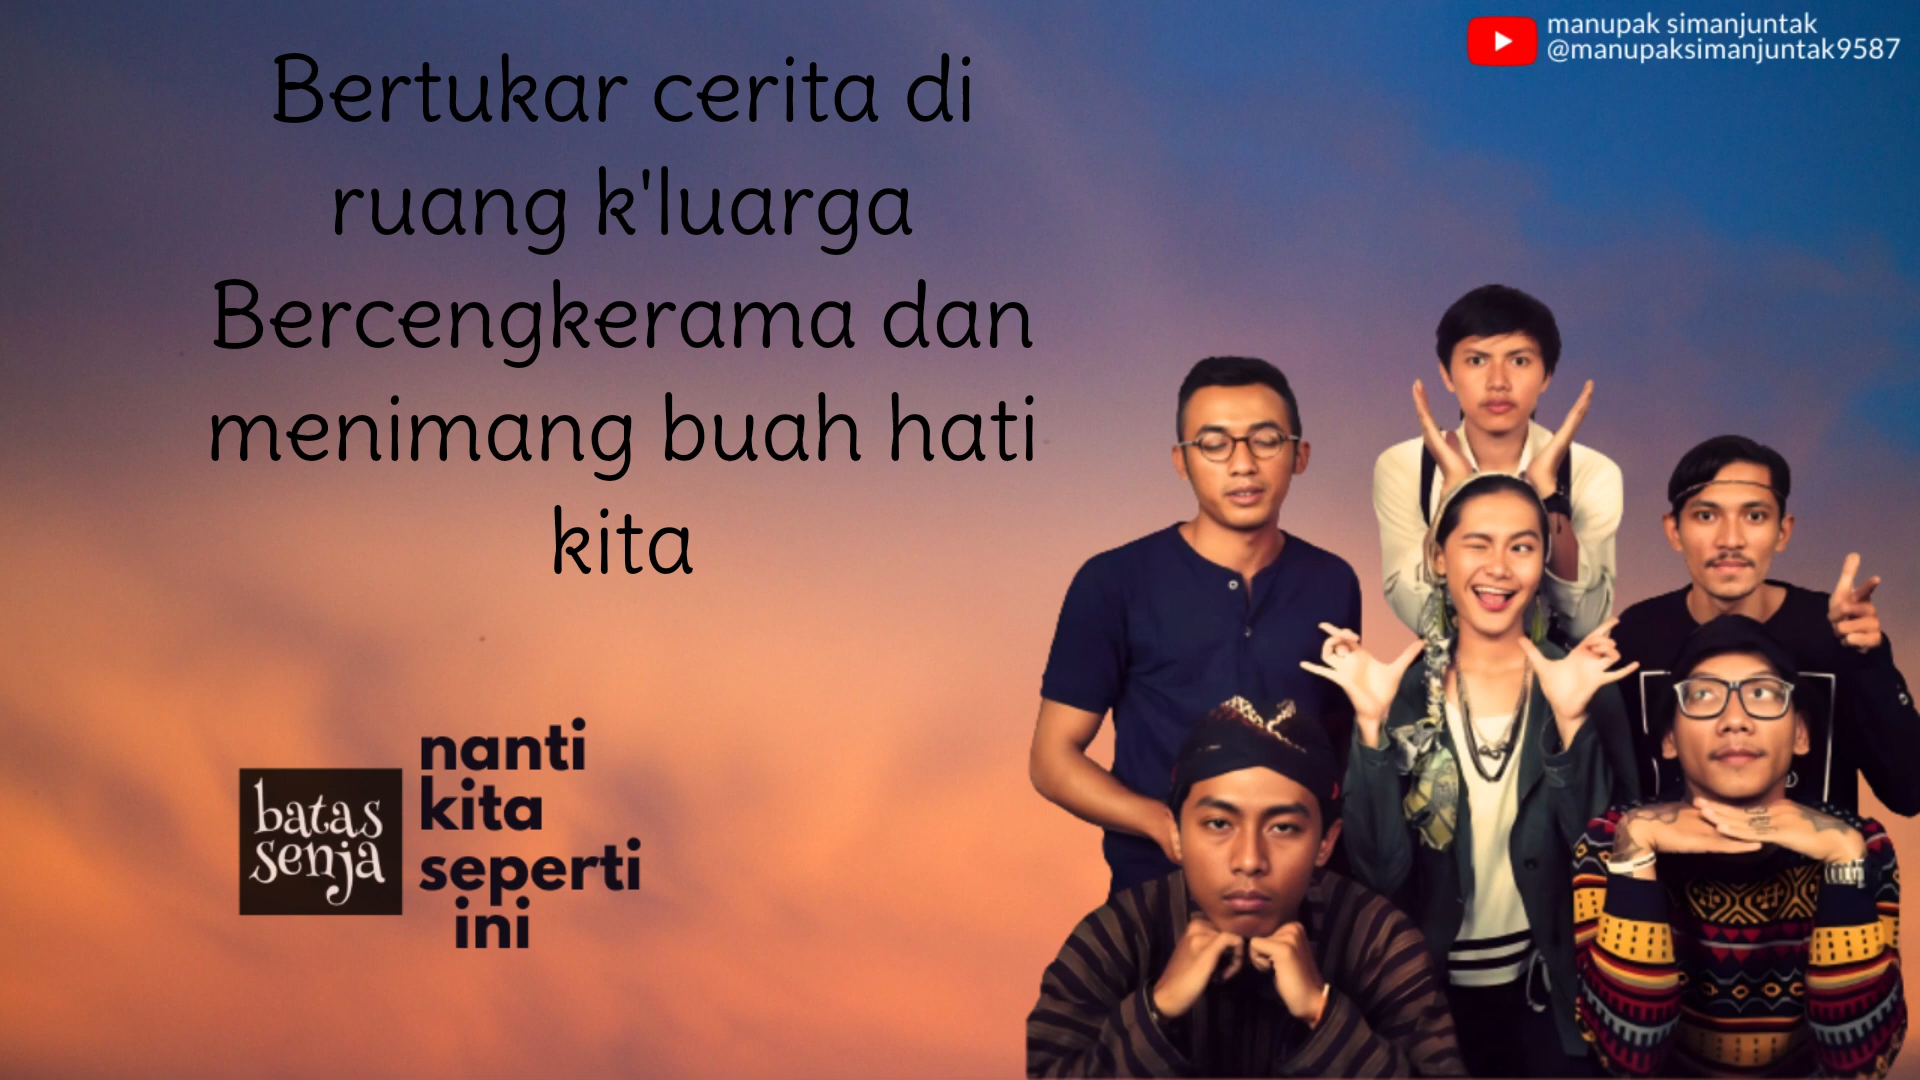 manupak simanjuntak
@manupaksimanjuntak9587
Bertukar cerita di
ruang k'luarga
Bercengkerama dan
menimang buah hati
kita
batas
senja
nanti
kita
seperti
ini